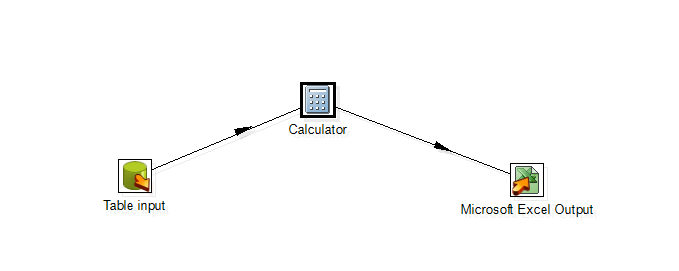 Calculator
Table input
Microsoft Excel Output